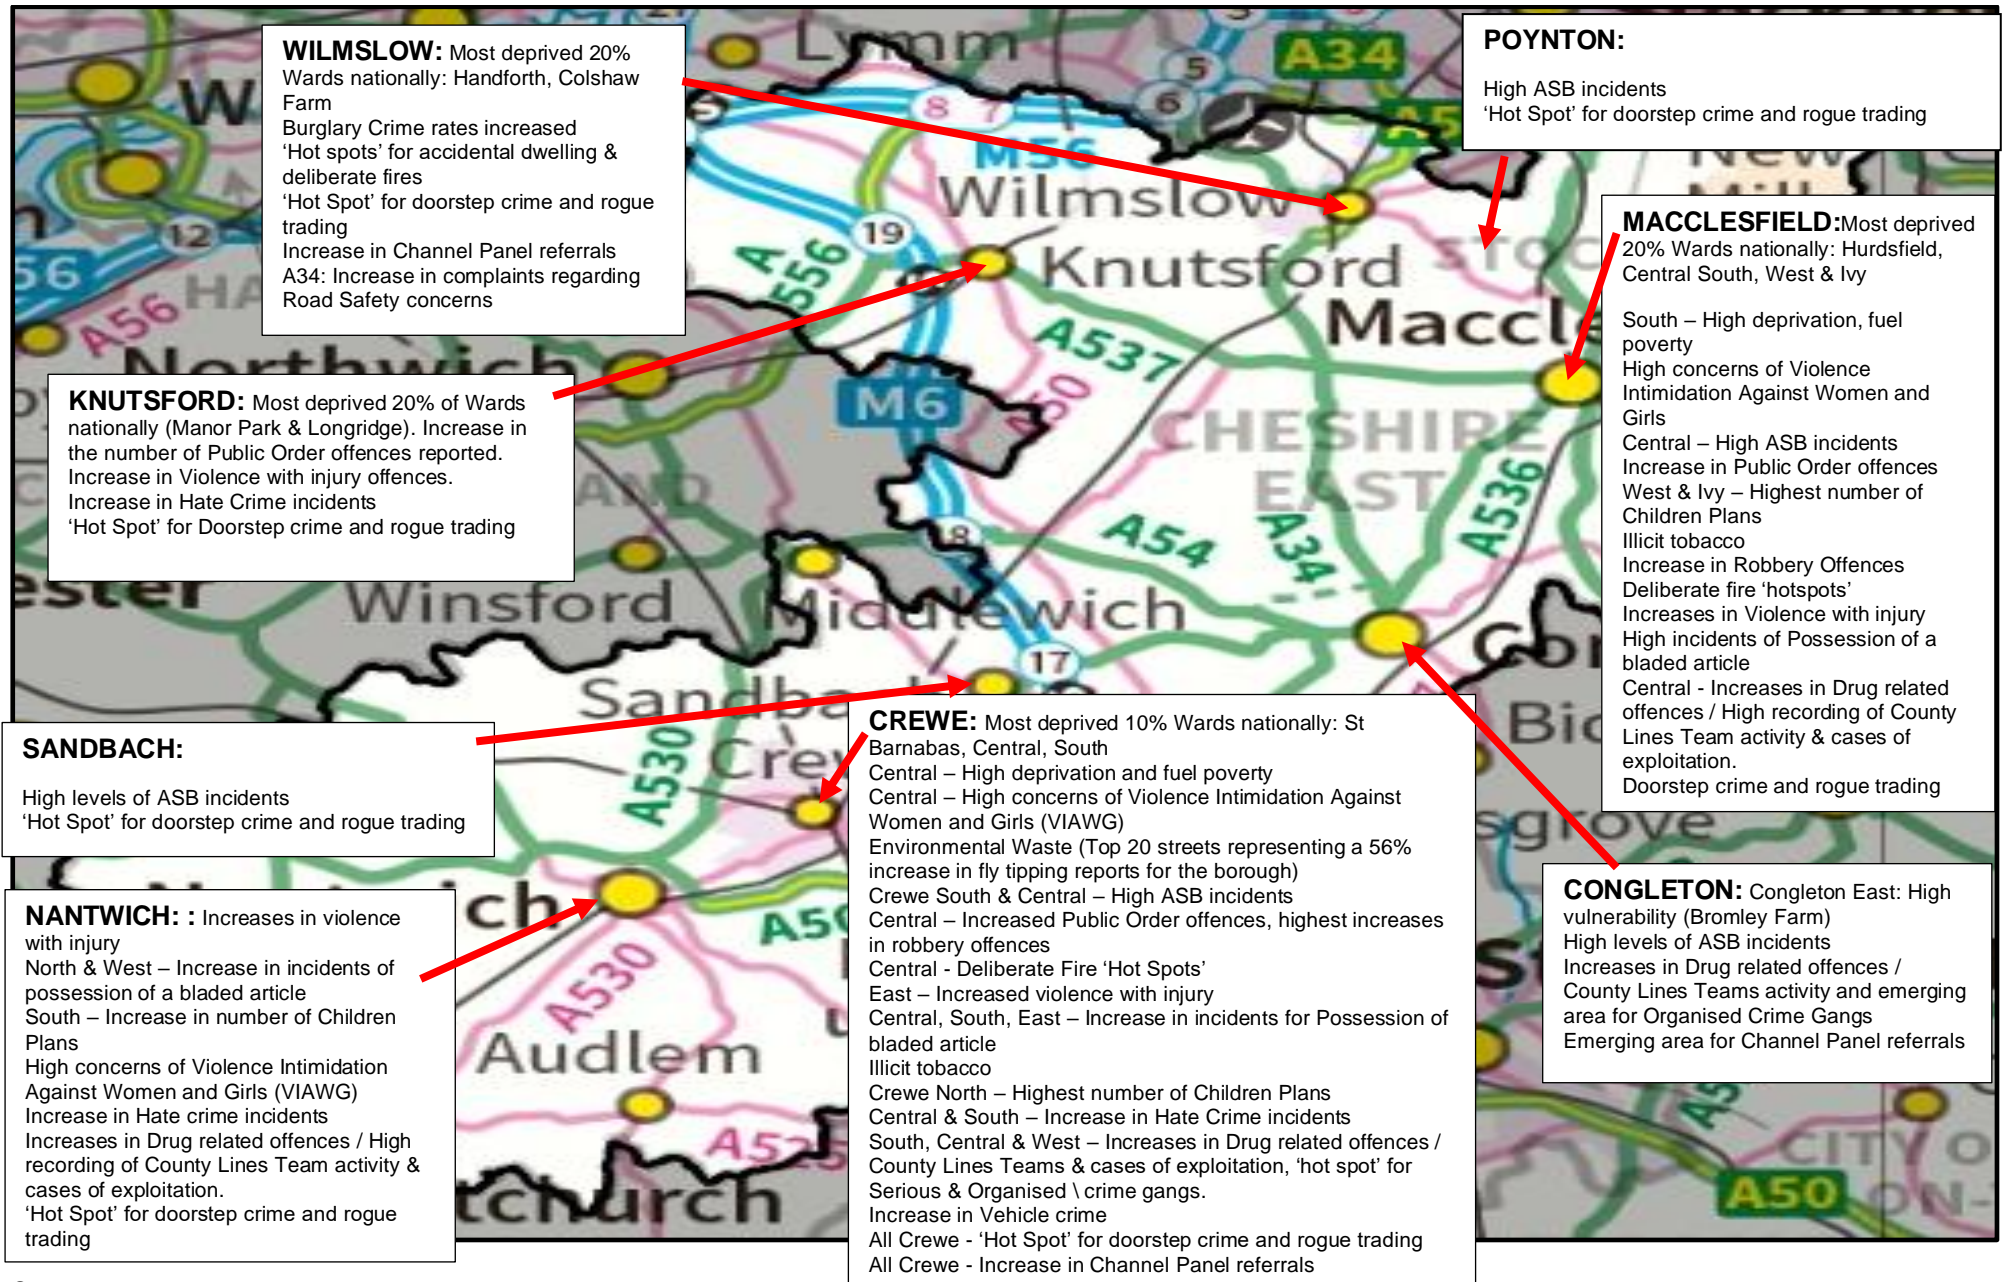 WILMSLOW: Most deprived 20%
Wards nationally: Handforth, Colshaw
Farm
Burglary Crime rates increased
‘Hot spots’ for accidental dwelling &
deliberate fires
‘Hot Spot’ for doorstep crime and rogue
trading
Increase in Channel Panel referrals
A34: Increase in complaints regarding
Road Safety concerns
POYNTON:
High ASB incidents
‘Hot Spot’ for doorstep crime and rogue trading
MACCLESFIELD:Most deprived
20% Wards nationally: Hurdsfield,
Central South, West & Ivy
South – High deprivation, fuel
poverty
High concerns of Violence
Intimidation Against Women and
Girls
Central – High ASB incidents
Increase in Public Order offences
West & Ivy – Highest number of
Children Plans
Illicit tobacco
Increase in Robbery Offences
Deliberate fire ‘hotspots’
Increases in Violence with injury
High incidents of Possession of a
bladed article
Central - Increases in Drug related
offences / High recording of County
Lines Team activity & cases of
exploitation.
Doorstep crime and rogue trading
KNUTSFORD: Most deprived 20% of Wards
nationally (Manor Park & Longridge). Increase in
the number of Public Order offences reported.
Increase in Violence with injury offences.
Increase in Hate Crime incidents
‘Hot Spot’ for Doorstep crime and rogue trading
SANDBACH:
High levels of ASB incidents
‘Hot Spot’ for doorstep crime and rogue trading
CREWE: Most deprived 10% Wards nationally: St
Barnabas, Central, South
Central – High deprivation and fuel poverty
Central – High concerns of Violence Intimidation Against
Women and Girls (VIAWG)
Environmental Waste (Top 20 streets representing a 56%
increase in fly tipping reports for the borough)
Crewe South & Central – High ASB incidents
Central – Increased Public Order offences, highest increases
in robbery offences
Central - Deliberate Fire ‘Hot Spots’
East – Increased violence with injury
Central, South, East – Increase in incidents for Possession of
bladed article
Illicit tobacco
Crewe North – Highest number of Children Plans
Central & South – Increase in Hate Crime incidents
South, Central & West – Increases in Drug related offences /
County Lines Teams & cases of exploitation, ‘hot spot’ for
Serious & Organised \ crime gangs.
Increase in Vehicle crime
All Crewe - ‘Hot Spot’ for doorstep crime and rogue trading
All Crewe - Increase in Channel Panel referrals
NANTWICH: : Increases in violence
with injury
North & West – Increase in incidents of
possession of a bladed article
South – Increase in number of Children
Plans
High concerns of Violence Intimidation
Against Women and Girls (VIAWG)
Increase in Hate crime incidents
Increases in Drug related offences / High
recording of County Lines Team activity &
cases of exploitation.
‘Hot Spot’ for doorstep crime and rogue
trading
CONGLETON: Congleton East: High
vulnerability (Bromley Farm)
High levels of ASB incidents
Increases in Drug related offences /
County Lines Teams activity and emerging
area for Organised Crime Gangs
Emerging area for Channel Panel referrals
Lymm
A34
5
6
8
7
M56
Wilmslow
New
12
56
A56
19
A556
Knutsford
Northwich
A537
A50
M6
CHESHIRE
EAST
A536
A54
A34
18
Winsford
Middlewich
17
A530
Audlem
A530
A525
A50
CITY O